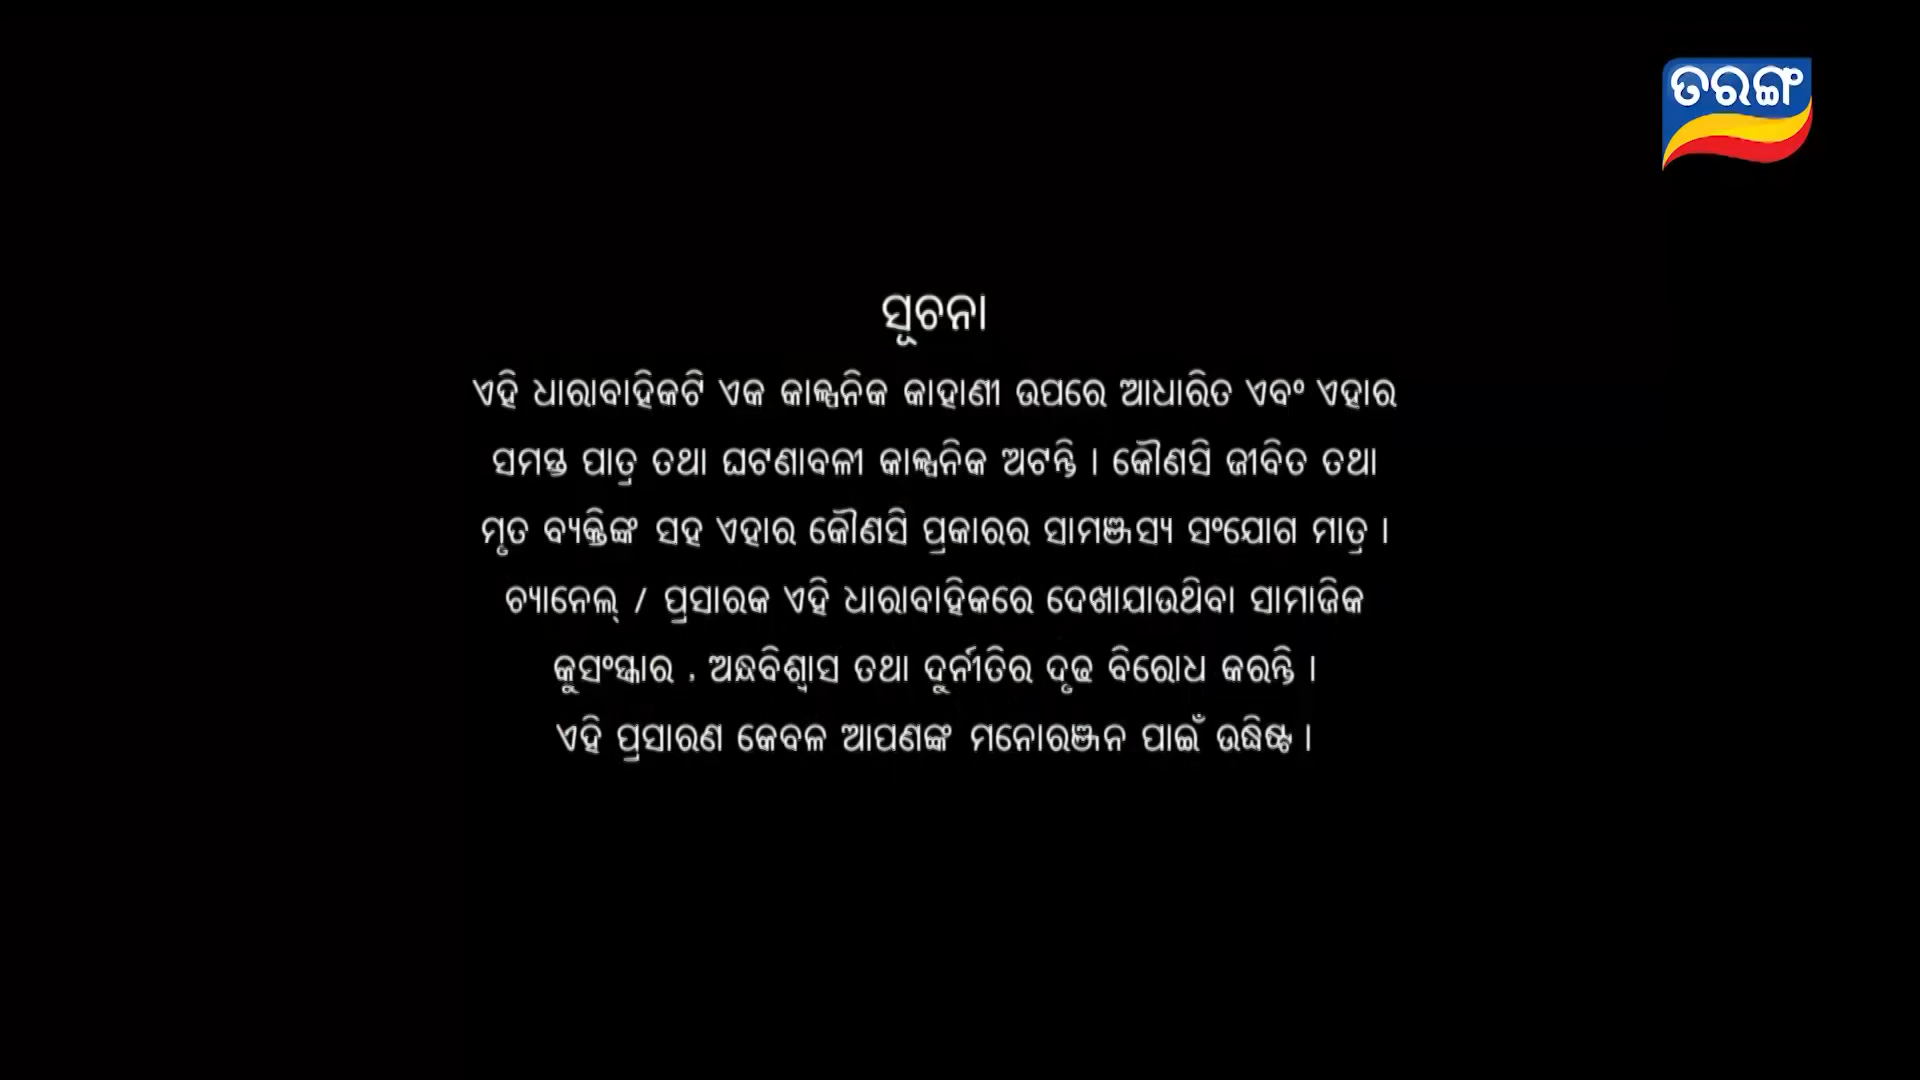 ତରଙ୍ଗ
ସୂଚନା
ଏହି ଧାରାବାହିକଟି ଏକ କାଳ୍ପନିକ କାହାଣୀ ଉପରେ ଆଧାରିତ ଏବଂ ଏହାର
ସମସ୍ତ ପାତ୍ର ତଥା ଘଟଣାବଳୀ କାଳ୍ପନିକ ଅଟନ୍ତି । କୌଣସି ଜୀବିତ ତଥା
ମୃତ ବ୍ୟକ୍ତିଙ୍କ ସହ ଏହାର କୌଣସି ପ୍ରକାରର ସାମଞ୍ଜସ୍ୟ ସଂଯୋଗ ମାତ୍ର ।
ଚ୍ୟାନେଲ୍ / ପ୍ରସାରକ ଏହି ଧାରାବାହିକରେ ଦେଖାଯାଉଥିବା ସାମାଜିକ
କୁସଂସ୍କାର , ଅନ୍ଧବିଶ୍ୱାସ ତଥା ଦୁର୍ନୀତିର ଦୃଢ ବିରୋଧ କରନ୍ତି ।
ଏହି ପ୍ରସାରଣ କେବଳ ଆପଣଙ୍କ ମନୋରଞ୍ଜନ ପାଇଁ ଉଦ୍ଧିଷ୍ଟ ।